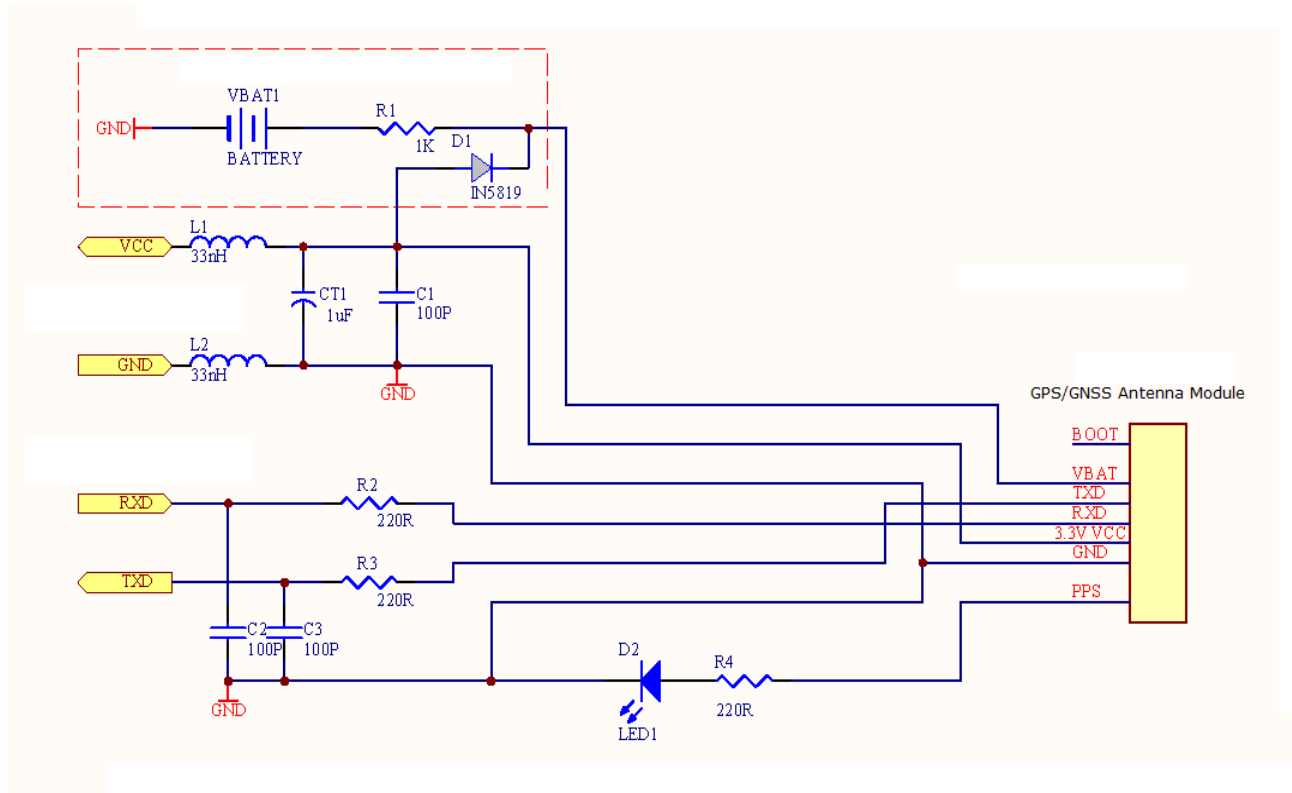 VBAT1
GND
BATTERY
R1
1K
D1
IN5819
L1
VCC
33nH
CT1
1uF
C1
100P
L2
GND
33nH
GND
GPS/GNSS Antenna Module
BOOT
VBAT
TXD
RXD
3.3V VCC
GND
PPS
RXD
R2
220R
TXD
R3
220R
C2
100P
C3
100P
GND
D2
LED1
R4
220R